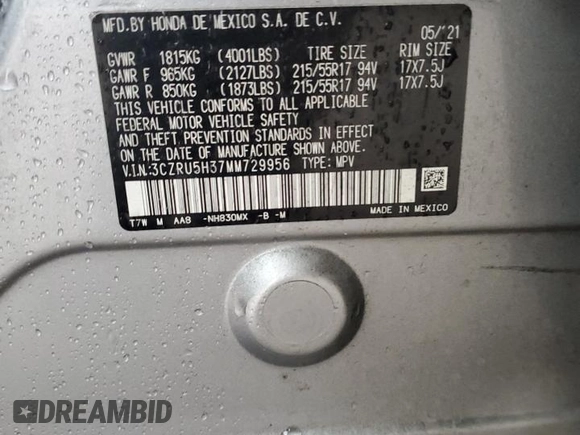 MFD.BY HONDA DE MEXICO S.A. DE C.V.
05/'21
GVWR 1815KG (4001LBS) TIRE SIZE RIM SIZE
GAWR F 965KG (2127LBS) 215/55R17 94V 17X7.5J
GAWR R 850KG (1873LBS) 215/55R17 94V 17X7.5J
THIS VEHICLE CONFORMS TO ALL APPLICABLE
FEDERAL MOTOR VEHICLE SAFETY
AND THEFT PREVENTION STANDARDS IN EFFECT
ON THE DATE OF MANUFACTURE SHOWN ABOVE.
V.I.N.:3CZRU5H37MM729956 TYPE: MPV
T7W M AA8 -NH830MX -B -M
MADE IN MEXICO
DREAMBID